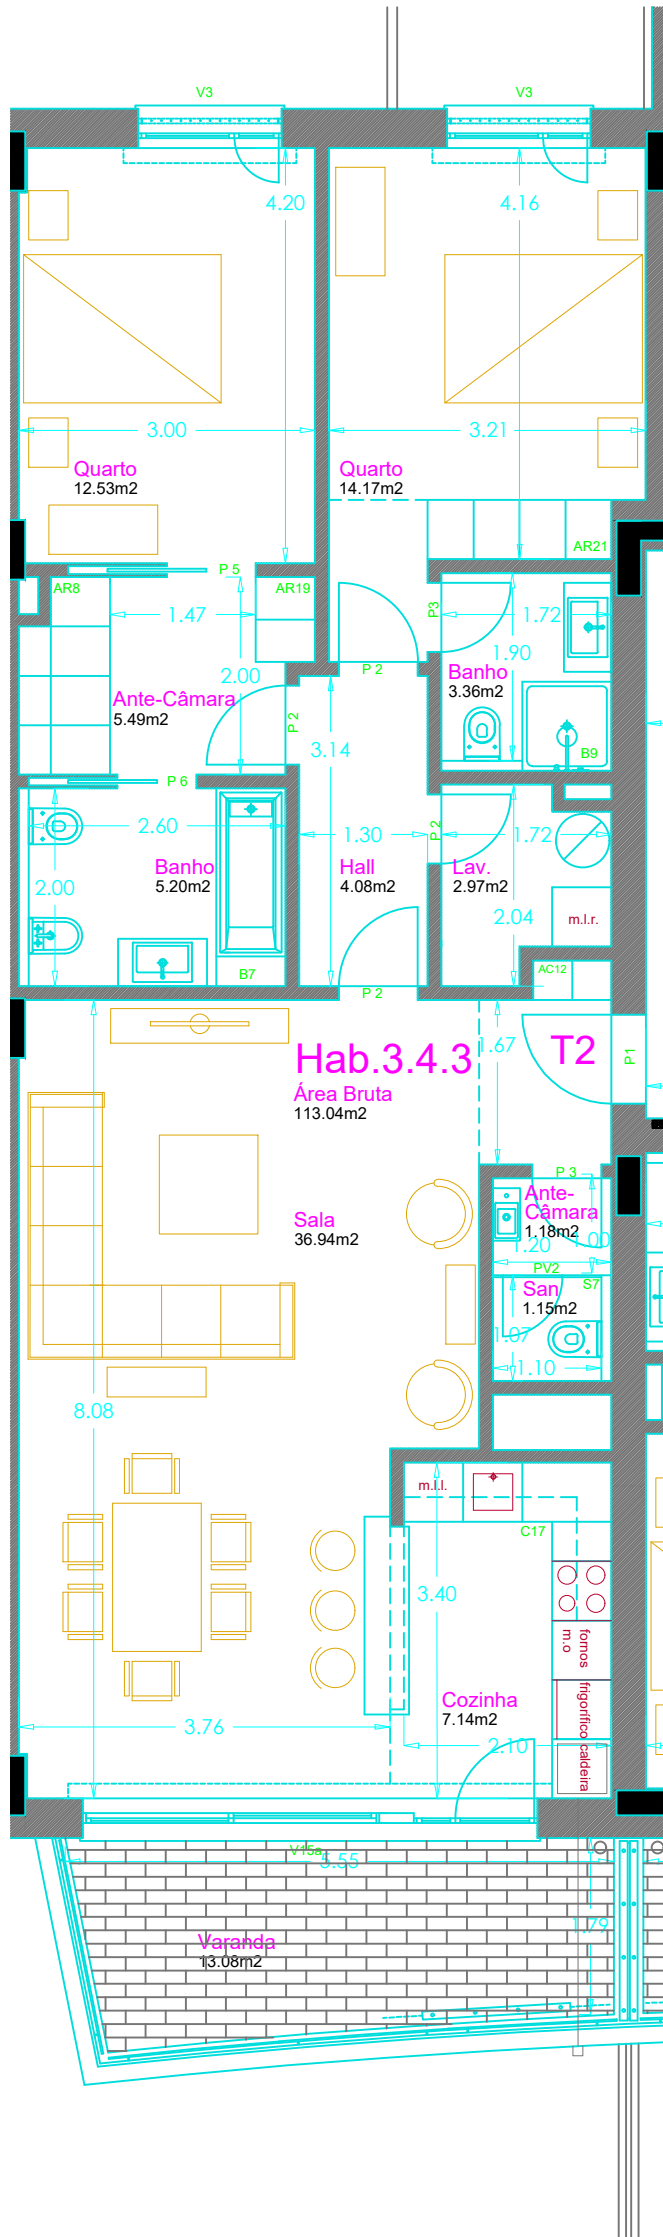 V3
V3
4.20
4.16
3.00
3.21
Quarto
12.53m2
Quarto
14.17m2
AR21
P 5
AR8
AR19
1.47
P3
1.72
1.90
2.00
P 2
Banho
3.36m2
Ante-Câmara
5.49m2
P 2
3.14
B9
P 6
2.60
1.30
P 2
1.72
Banho
5.20m2
Hall
4.08m2
Lav.
2.97m2
2.00
2.04
m.l.r.
B7
AC12
P 2
Hab.3.4.3
T2
1.67
P1
Área Bruta
113.04m2
P 3
Ante-
Câmara
1.18m2
Sala
36.94m2
1.20
1.00
PV2
S7
San
1.15m2
1.07
1.10
8.08
m.l.l.
C17
3.40
fornos
m.o
frigorífico
caldeira
Cozinha
7.14m2
3.76
2.10
V15a
5.55
1.79
Varanda
13.08m2